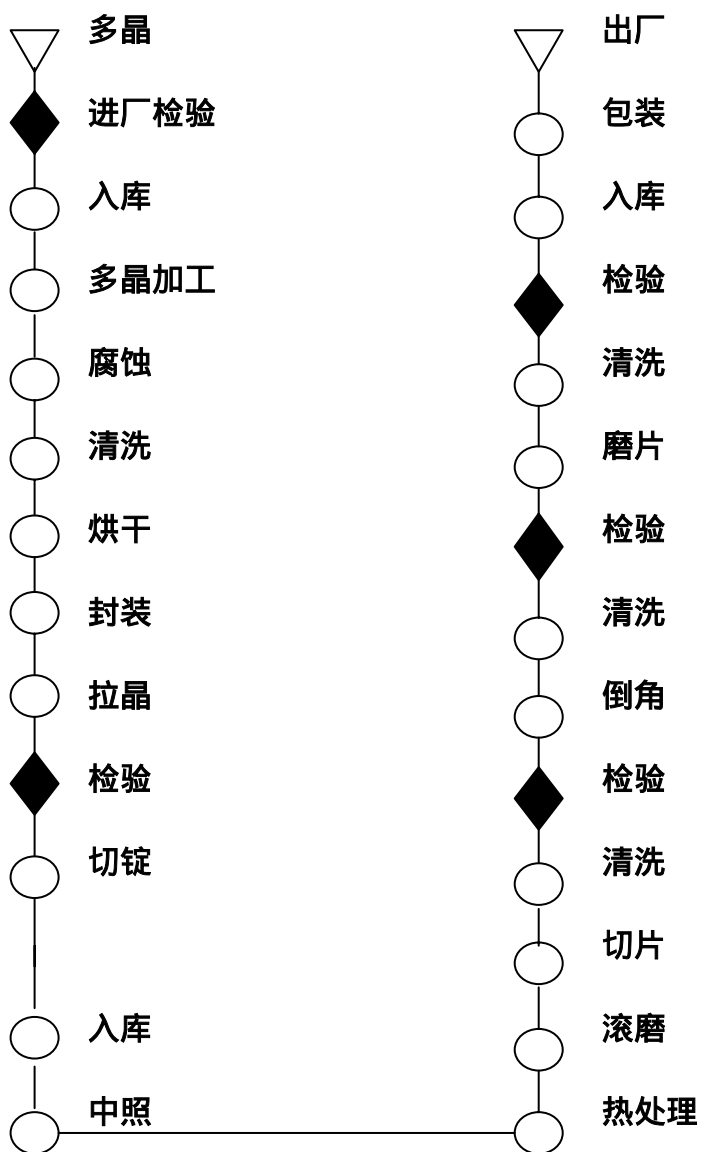 多晶
进厂检验
入库
多晶加工
腐蚀
清洗
烘干
封装
拉晶
检验
切锭
入库
中照
出厂
包装
入库
检验
清洗
磨片
检验
清洗
倒角
检验
清洗
切片
滚磨
热处理